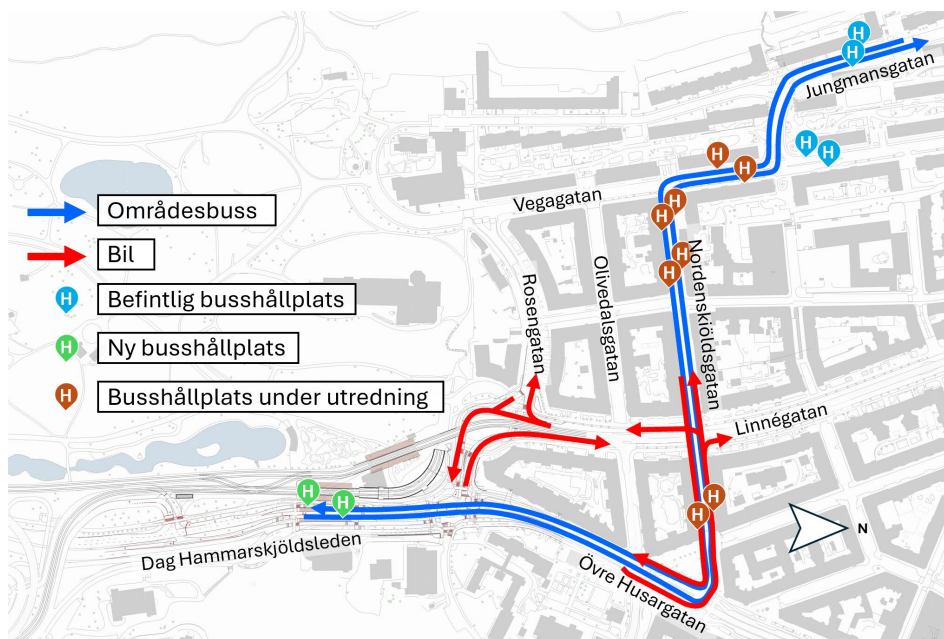 H
H
Jungmansgatan
H
H
H
H
Områdesbuss
Vegagatan
H
H
Bil
Nordenskiöldsgatan
H
H
H
Befintlig busshållplats
Rosengatan
Olivedalsgatan
H
Ny busshållplats
H
Busshållplats under utredning
Linnégatan
H
H
H
H
N
Dag Hammarskjöldsleden
Övre Husargatan